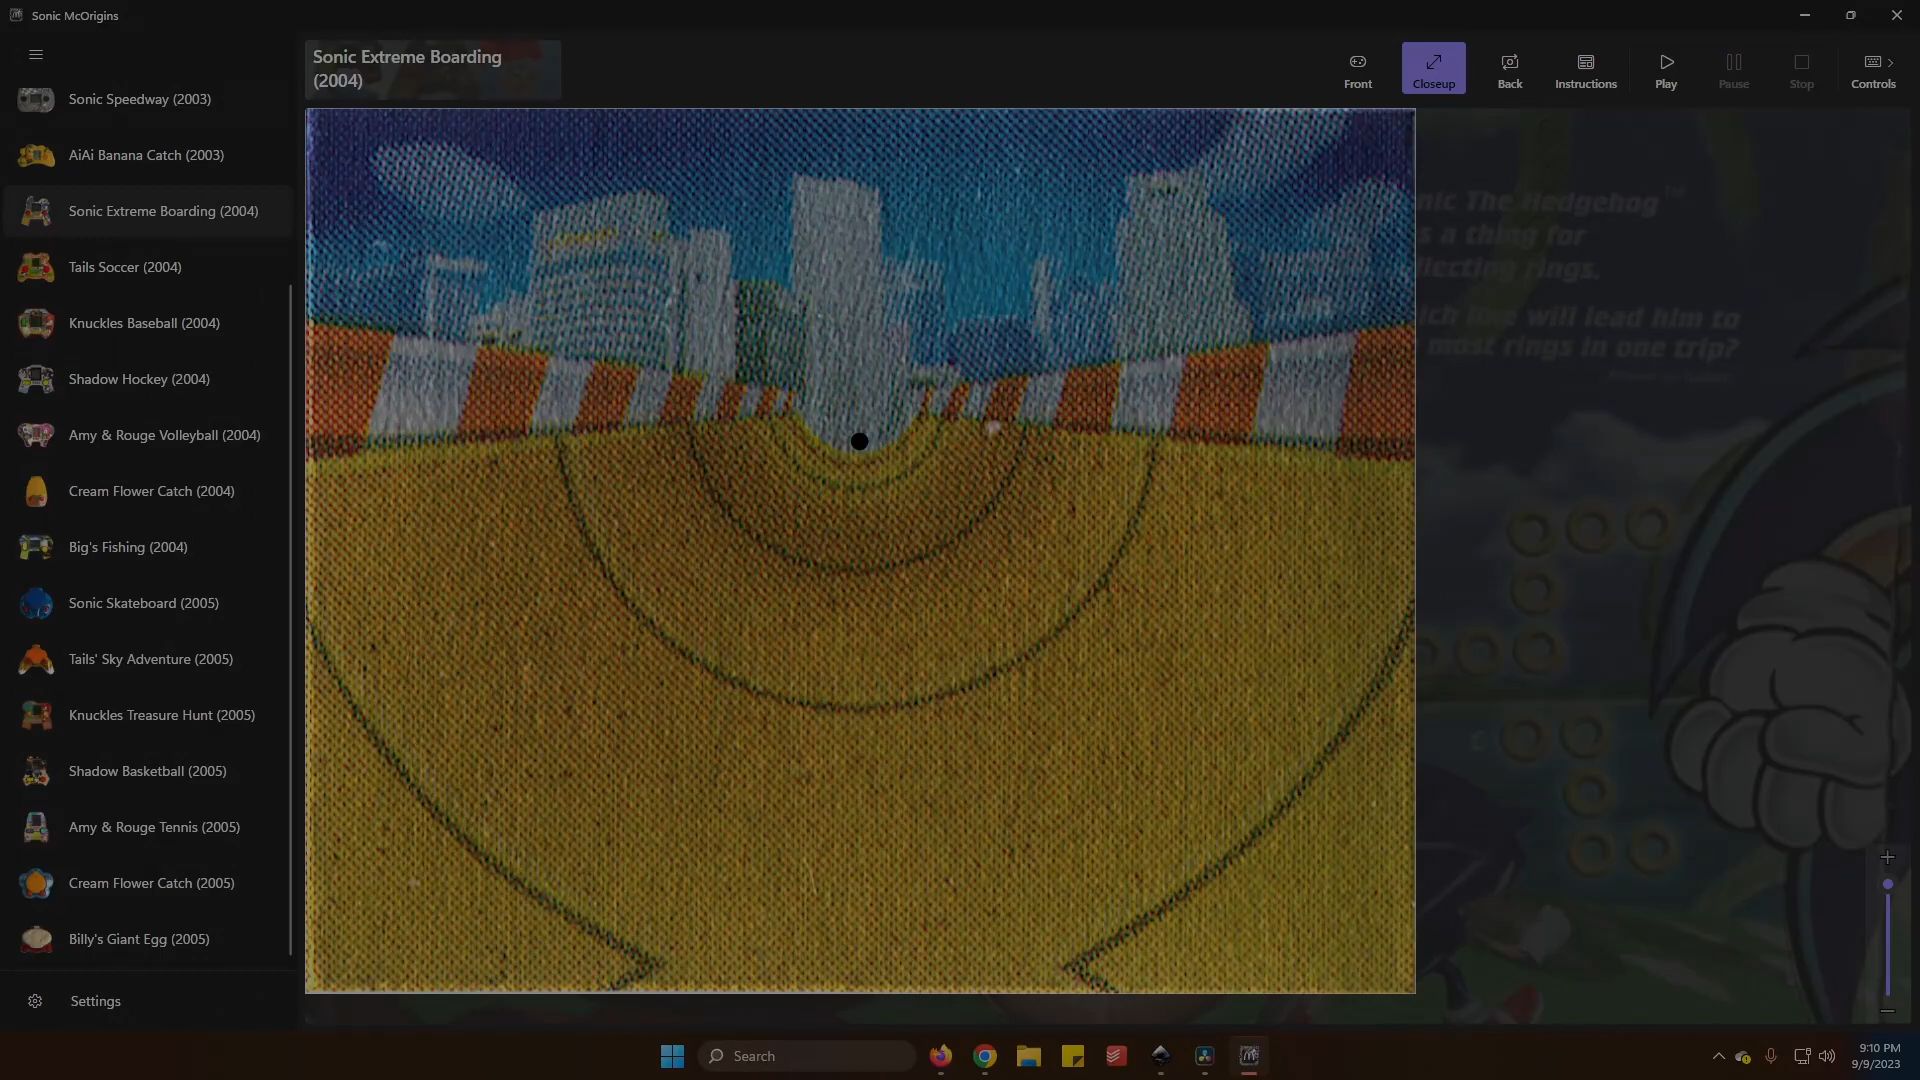 Sonic McOrigins
Sonic Extreme Boarding
(2004)
Front
Closeup
Back
Instructions
Play
Pause
Stop
Controls
Sonic Speedway (2003)
AiAi Banana Catch (2003)
Sonic Extreme Boarding (2004)
Tails Soccer (2004)
Knuckles Baseball (2004)
Shadow Hockey (2004)
Amy & Rouge Volleyball (2004)
Cream Flower Catch (2004)
Big's Fishing (2004)
Sonic Skateboard (2005)
Tails' Sky Adventure (2005)
Knuckles Treasure Hunt (2005)
Shadow Basketball (2005)
Amy & Rouge Tennis (2005)
Cream Flower Catch (2005)
Billy's Giant Egg (2005)
Settings
nic The Hedgehog™
s a thing for
llecting rings.
ich line will lead him to
most rings in one trip?
Search
9:10 PM
9/9/2023